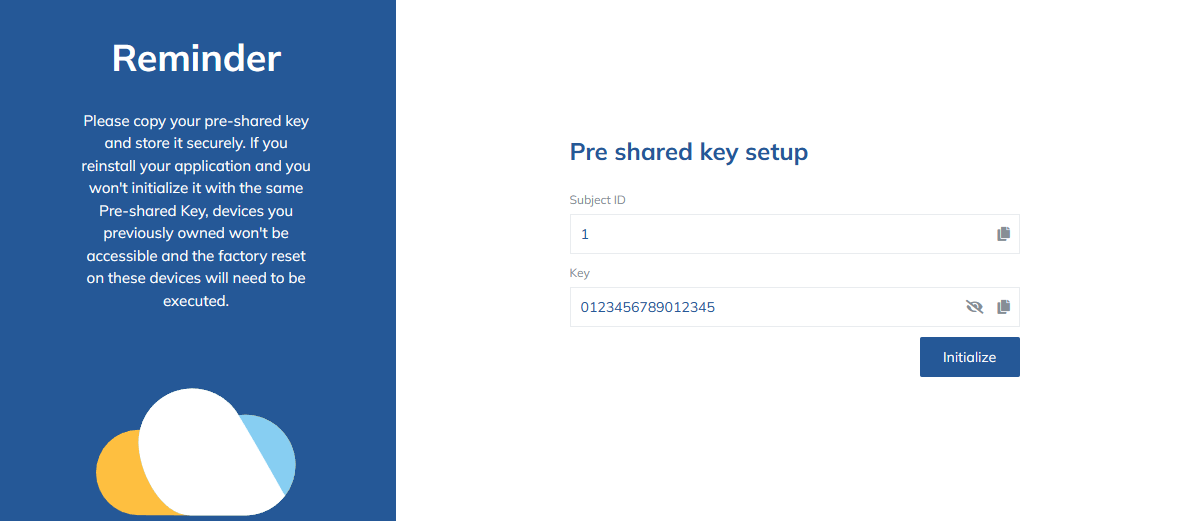 Reminder
Please copy your pre-shared key
and store it securely. If you
reinstall your application and you
won't initialize it with the same
Pre-shared Key, devices you
previously owned won't be
accessible and the factory reset
on these devices will need to be
executed.
Pre shared key setup
Subject ID
1
Key
0123456789012345
Initialize